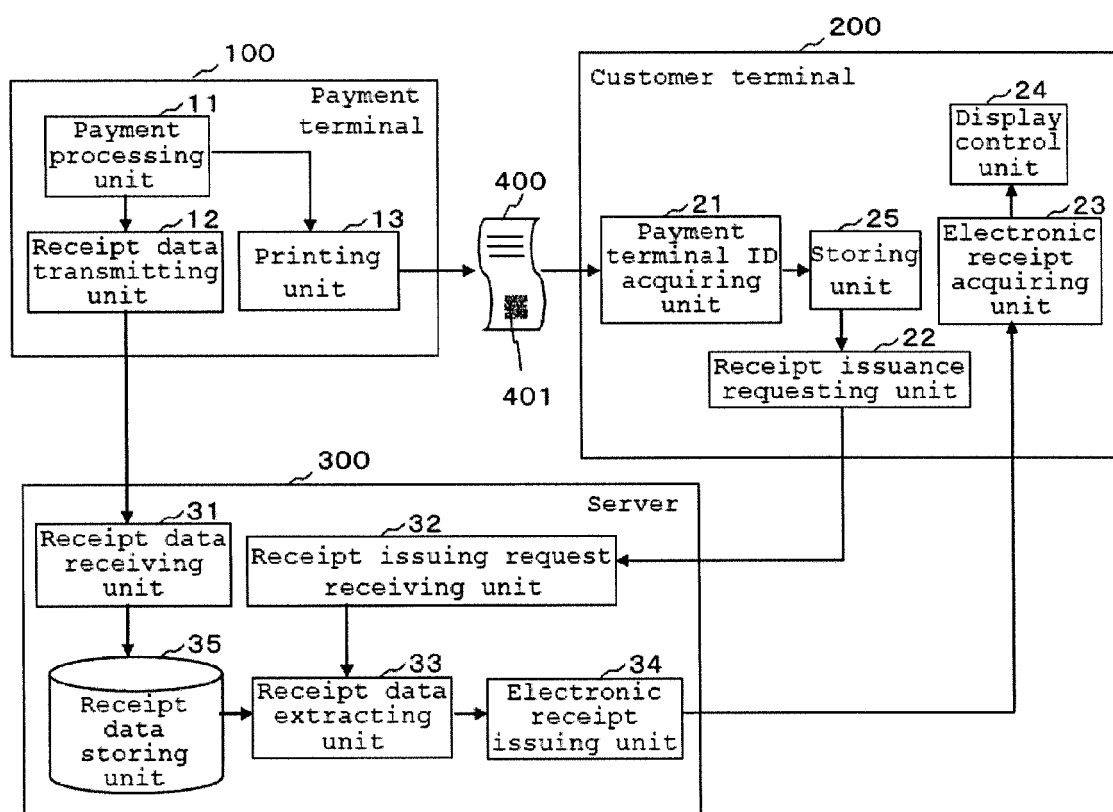 100
Payment
terminal
11
Payment
processing
unit
12
Receipt data
transmitting
unit
13
Printing
unit
400
401
200
Customer terminal
21
Payment
terminal ID
acquiring
unit
25
Storing
unit
24
Display
control
unit
23
Electronic
receipt
acquiring
unit
22
Receipt issuance
requesting unit
300
Server
31
Receipt data
receiving
unit
32
Receipt issuing request
receiving unit
35
Receipt
data
storing
unit
33
Receipt data
extracting
unit
34
Electronic
receipt
issuing unit